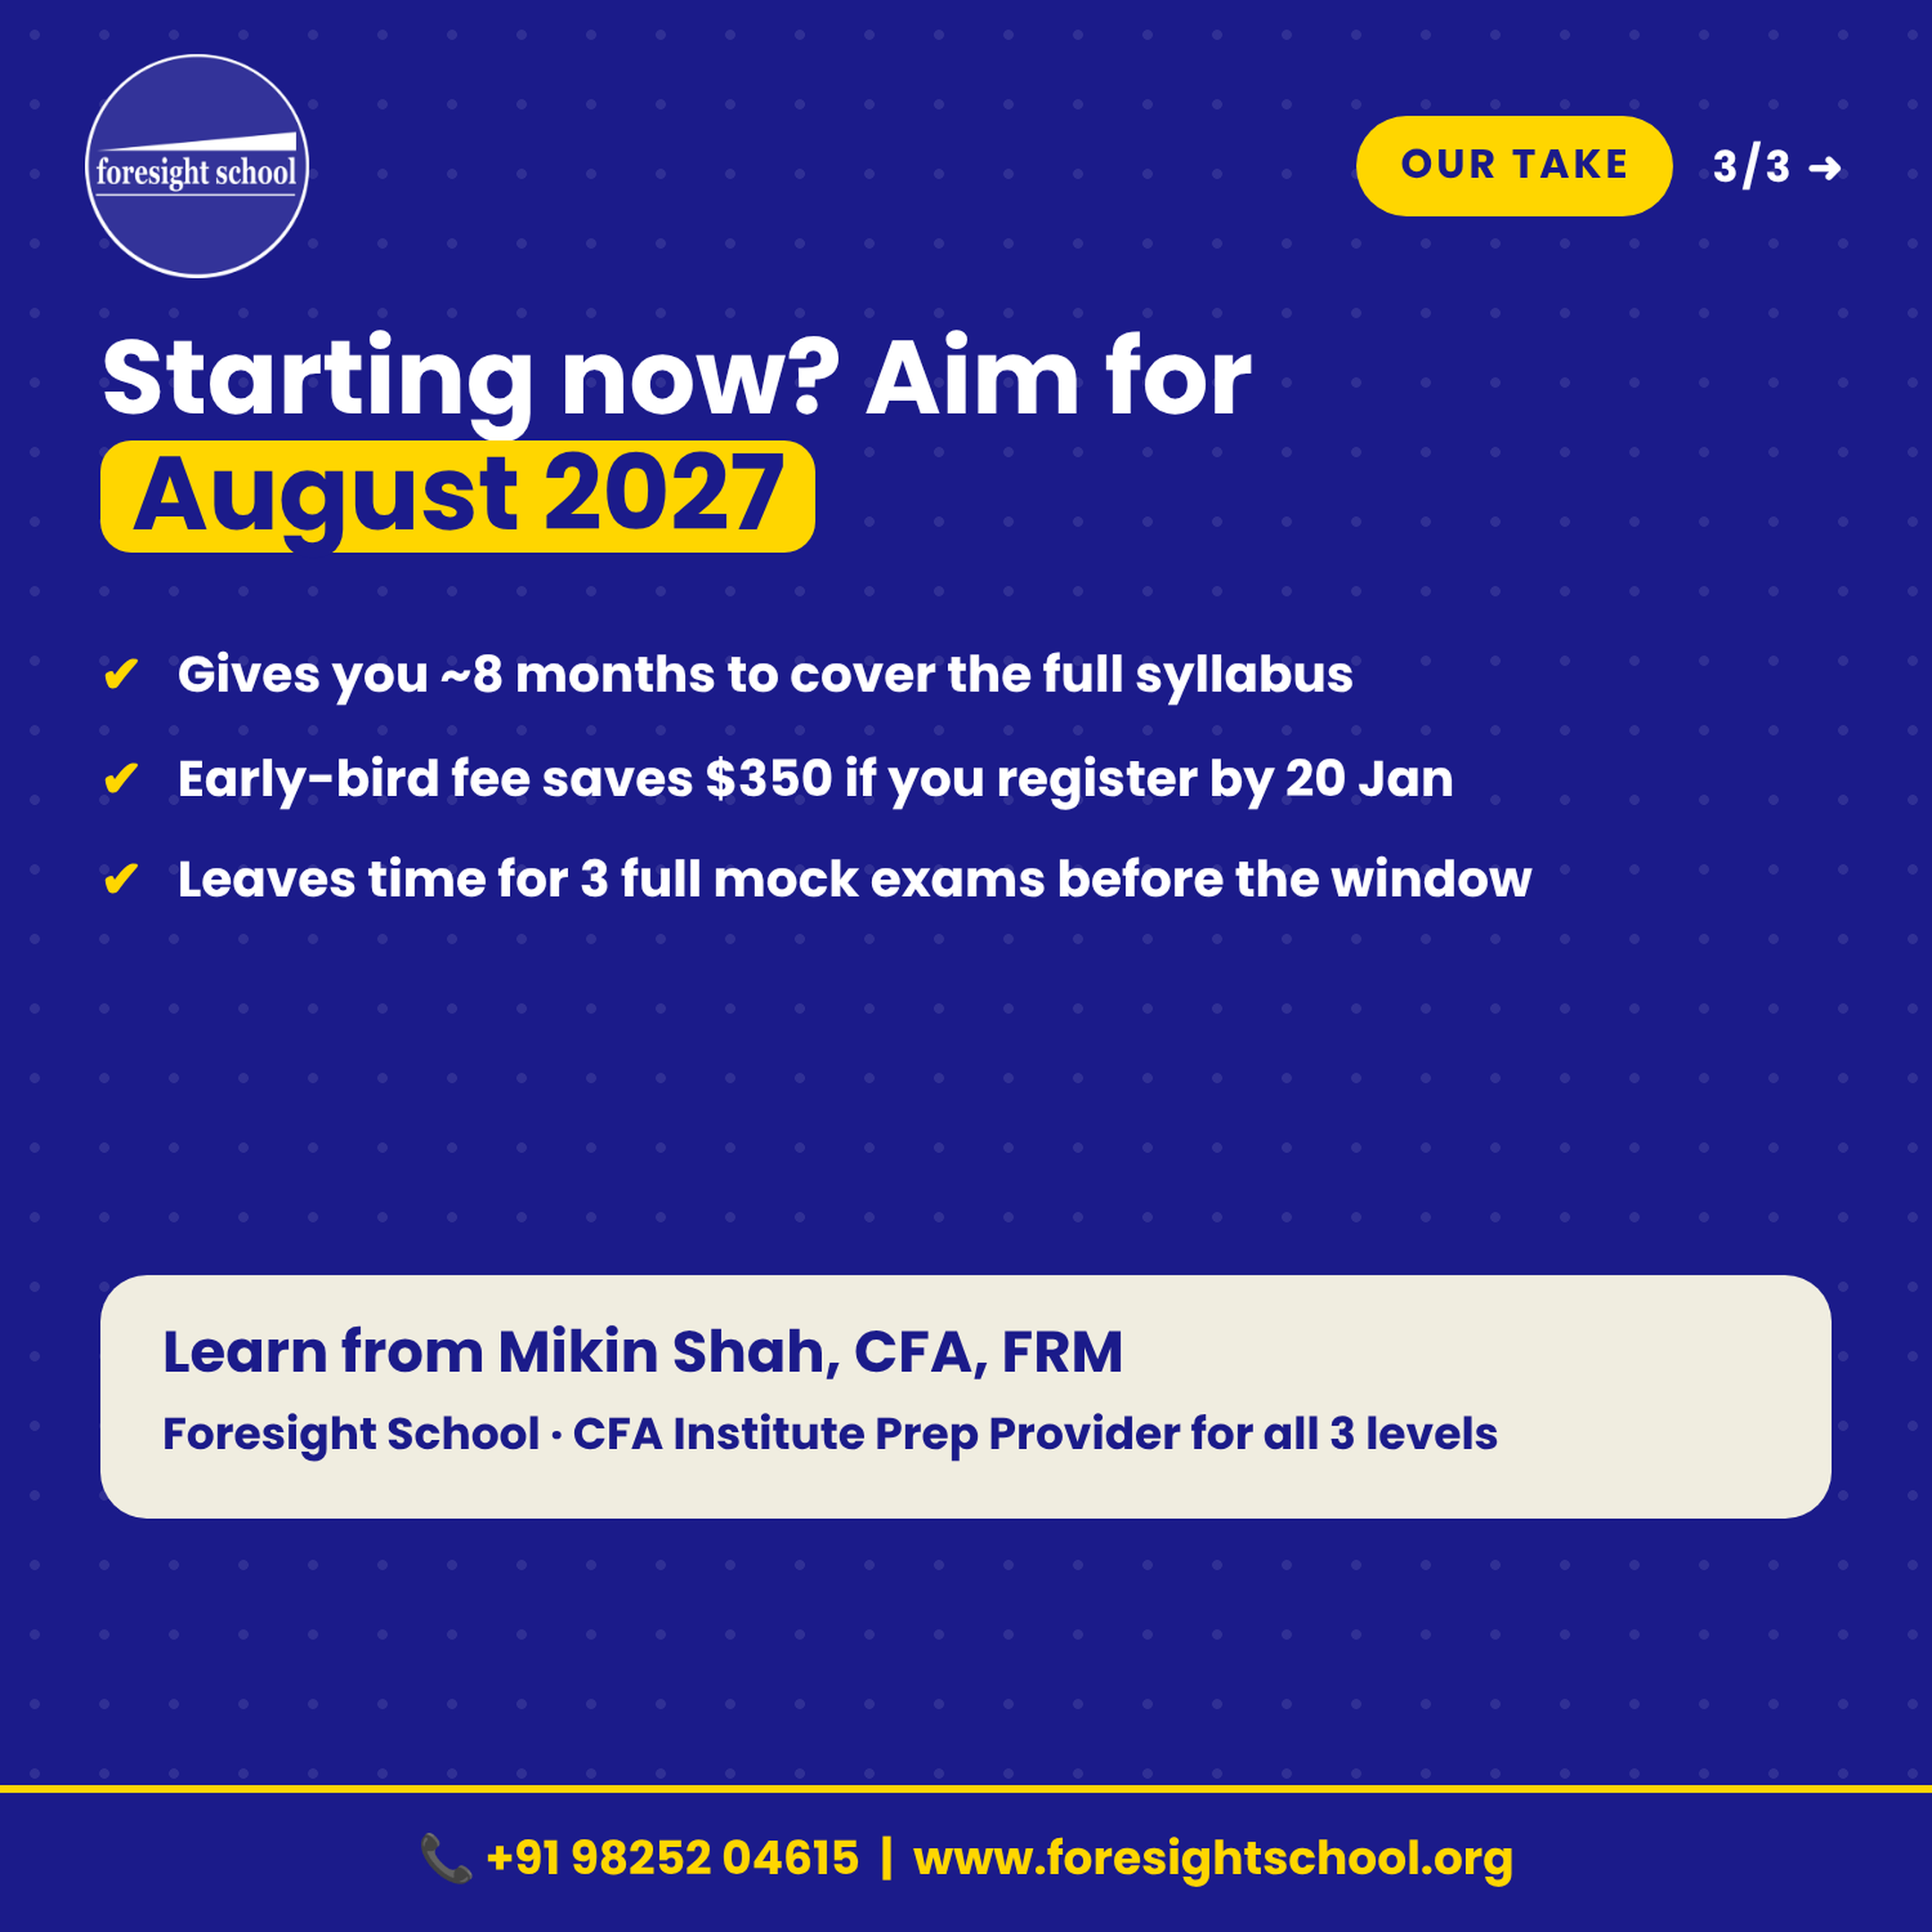 foresight school
OUR TAKE
3/3 ➜
Starting now? Aim for
August 2027
✔ Gives you ~8 months to cover the full syllabus
✔ Early-bird fee saves $350 if you register by 20 Jan
✔ Leaves time for 3 full mock exams before the window
Learn from Mikin Shah, CFA, FRM
Foresight School · CFA Institute Prep Provider for all 3 levels
📞 +91 98252 04615 | www.foresightschool.org